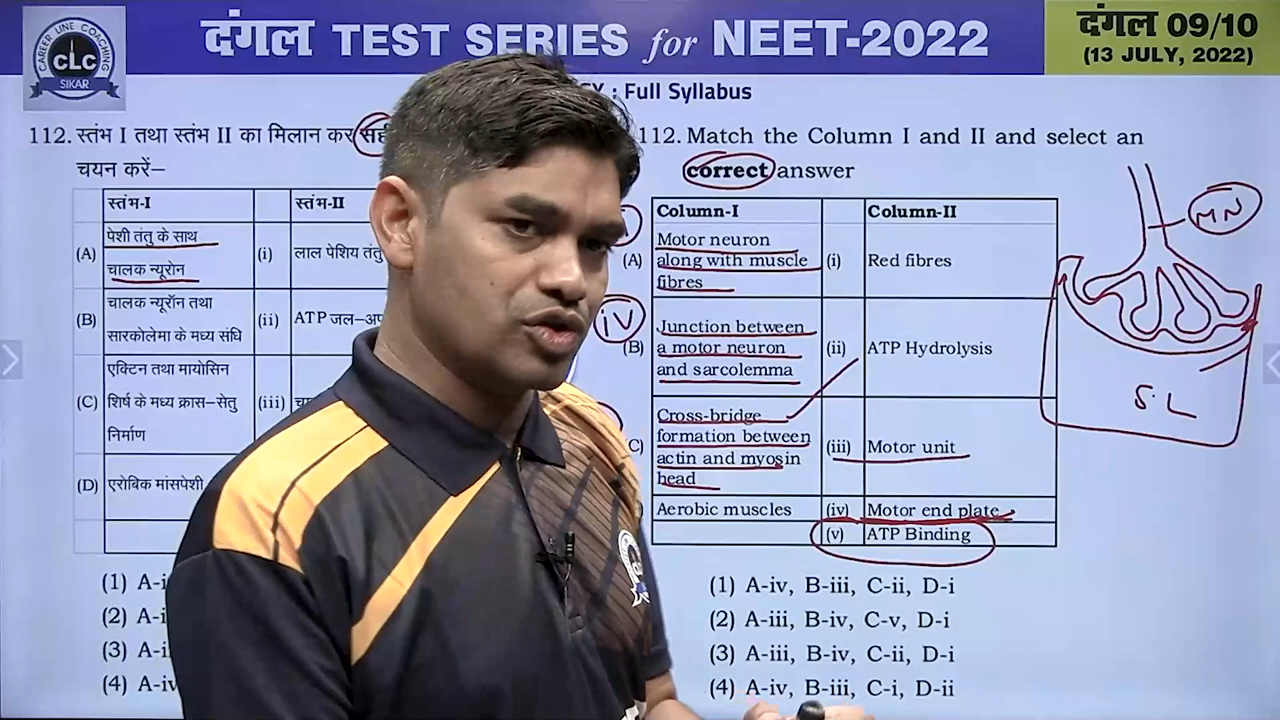 CAREER LINE COACHING
CLC
SIKAR
दंगल TEST SERIES for NEET-2022
दंगल 09/10
(13 JULY, 2022)
: Full Syllabus
112. स्तंभ I तथा स्तंभ II का मिलान कर
चयन करें–
स्तंभ-I
स्तंभ-II
(A) पेशी तंतु के साथ
चालक न्यूरोन
(i) लाल पेशिय तंतु
(B) चालक न्यूरॉन तथा
सारकोलेमा के मध्य संधि
(ii) ATP
(C) एक्टिन तथा मायोसिन
शिर्ष के मध्य क्रास–सेतु
निर्माण
(iii)
(D) एरोबिक मांसपेशी
(1)
(2)
(3)
(4)
112. Match the Column I and II and select an
correct answer
Column-I
Column-II
(A) Motor neuron
along with muscle
fibres
(i) Red fibres
(B) Junction between
a motor neuron
and sarcolemma
(ii) ATP Hydrolysis
Cross-bridge
formation between
actin and myosin
head
(iii) Motor unit
Aerobic muscles
(iv) Motor end plate
(v) ATP Binding
(1) A-iv, B-iii, C-ii, D-i
(2) A-iii, B-iv, C-v, D-i
(3) A-iii, B-iv, C-ii, D-i
(4) A-iv, B-iii, C-i, D-ii
iv
MN
S.L
CLC